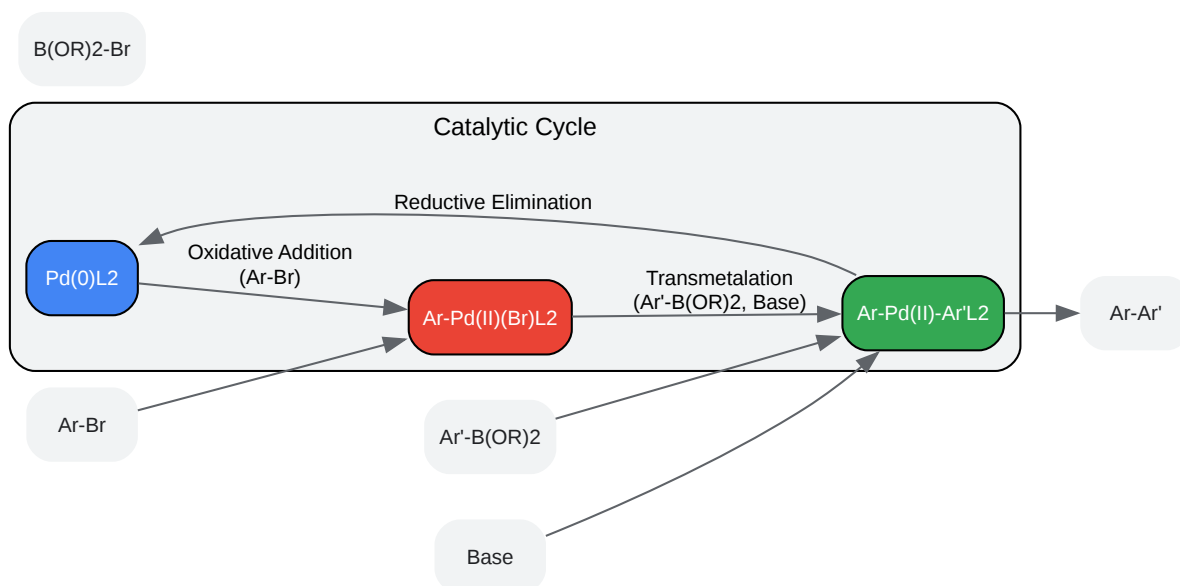 B(OR)2-Br
Catalytic Cycle
Reductive Elimination
Oxidative Addition
(Ar-Br)
Pd(0)L2
Transmetalation
(Ar'-B(OR)2, Base)
Ar-Pd(II)(Br)L2
Ar-Pd(II)-Ar'L2
Ar-Ar'
Ar-Br
Ar'-B(OR)2
Base